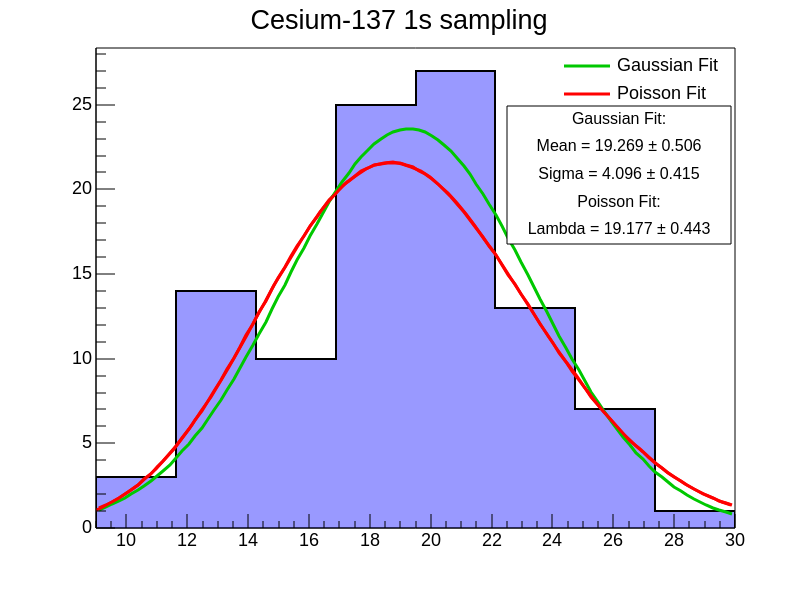 Cesium-137 1s sampling
Gaussian Fit
Poisson Fit
Gaussian Fit:
Mean = 19.269 ± 0.506
Sigma = 4.096 ± 0.415
Poisson Fit:
Lambda = 19.177 ± 0.443
25
20
15
10
5
0
10 12 14 16 18 20 22 24 26 28 30